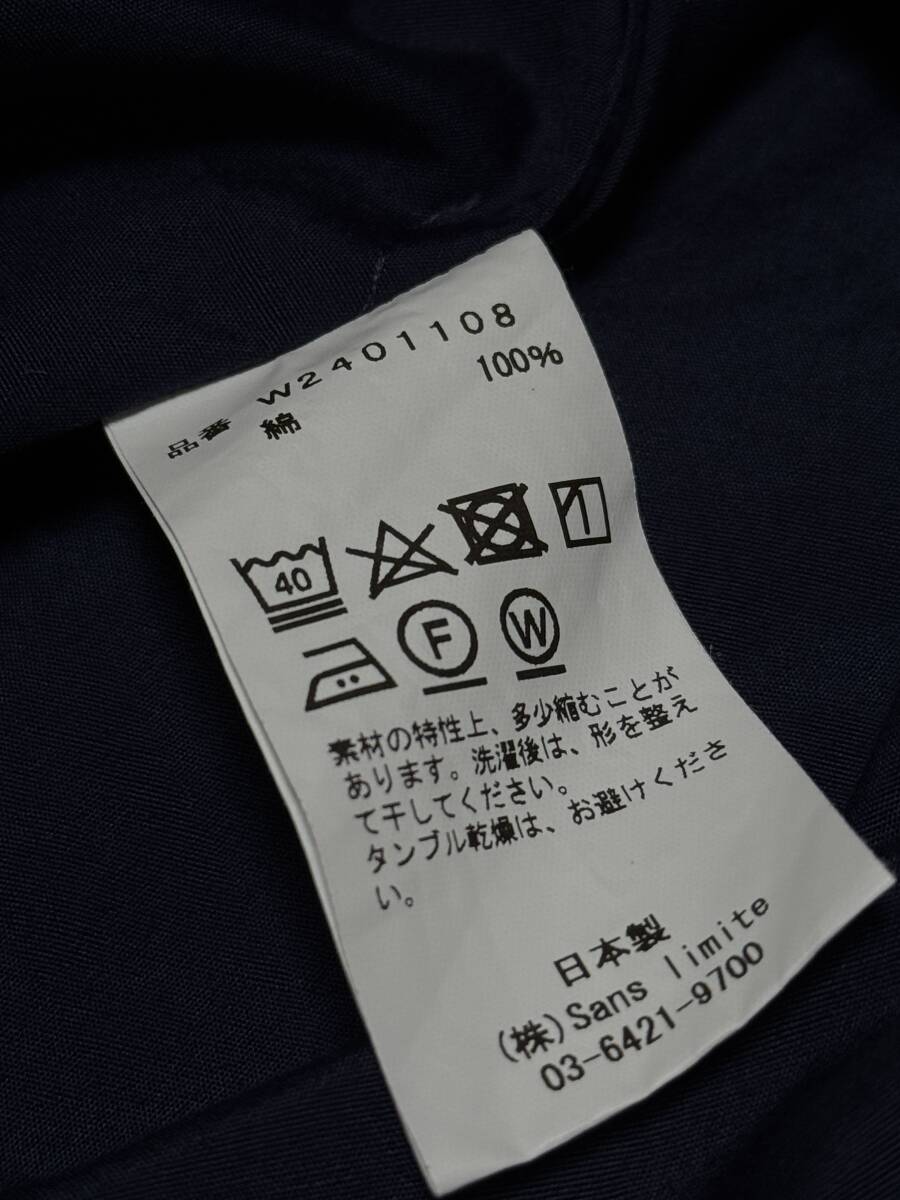 品番 W2401108
綿 100%
40
F W
素材の特性上、多少縮むことが
あります。洗濯後は、形を整え
て干してください。
タンブル乾燥は、お避けくださ
い。
日本製
(株)Sans limite
03-6421-9700